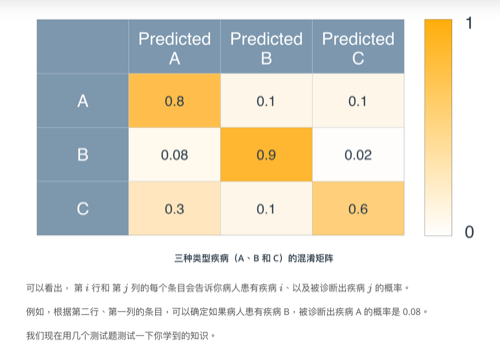 Predicted A Predicted B Predicted C
A 0.8 0.1 0.1
B 0.08 0.9 0.02
C 0.3 0.1 0.6
1
0
三种类型疾病（A、B 和 C）的混淆矩阵
可以看出， 第 i 行和 第 j 列的每个条目会告诉你病人患有疾病 i、以及被诊断出疾病 j 的概率。
例如，根据第二行、第一列的条目，可以确定如果病人患有疾病 B，被诊断出疾病 A 的概率是 0.08。
我们现在用几个测试题测试一下你学到的知识。